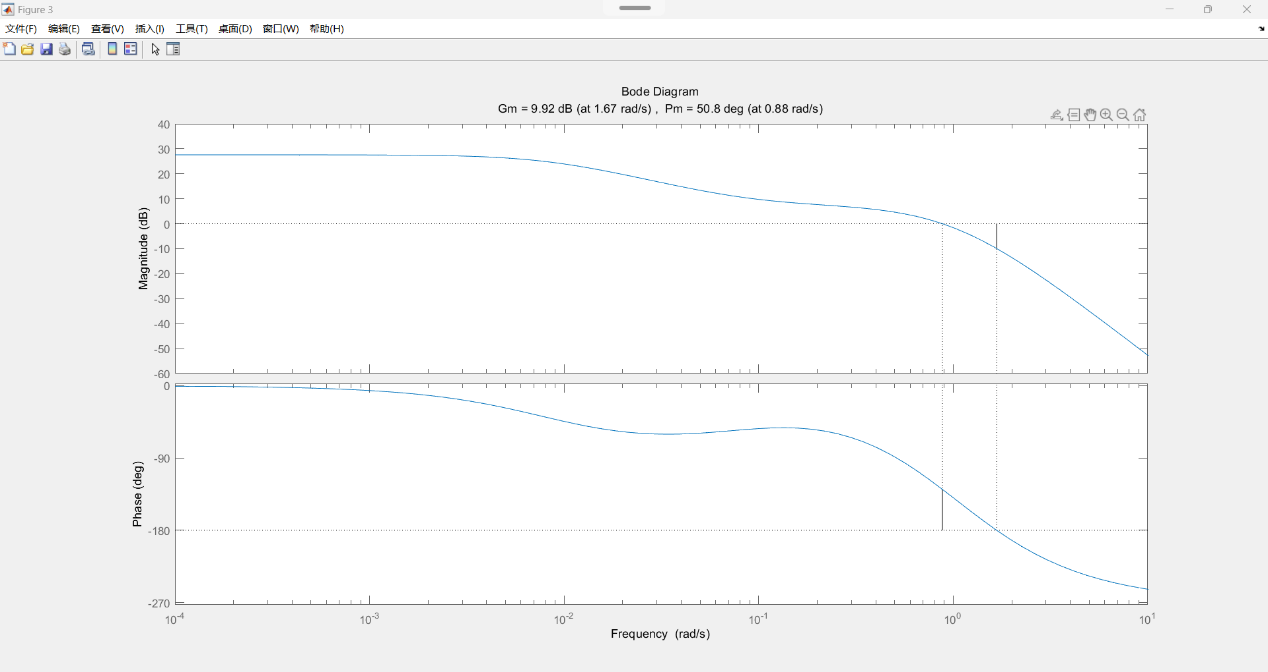 Figure 3
文件(F) 编辑(E) 查看(V) 插入(I) 工具(T) 桌面(D) 窗口(W) 帮助(H)
Bode Diagram
Gm = 9.92 dB (at 1.67 rad/s) , Pm = 50.8 deg (at 0.88 rad/s)
Magnitude (dB)
40
30
20
10
0
-10
-20
-30
-40
-50
-60
Phase (deg)
0
-90
-180
-270
10^-4 10^-3 10^-2 10^-1 10^0 10^1
Frequency (rad/s)